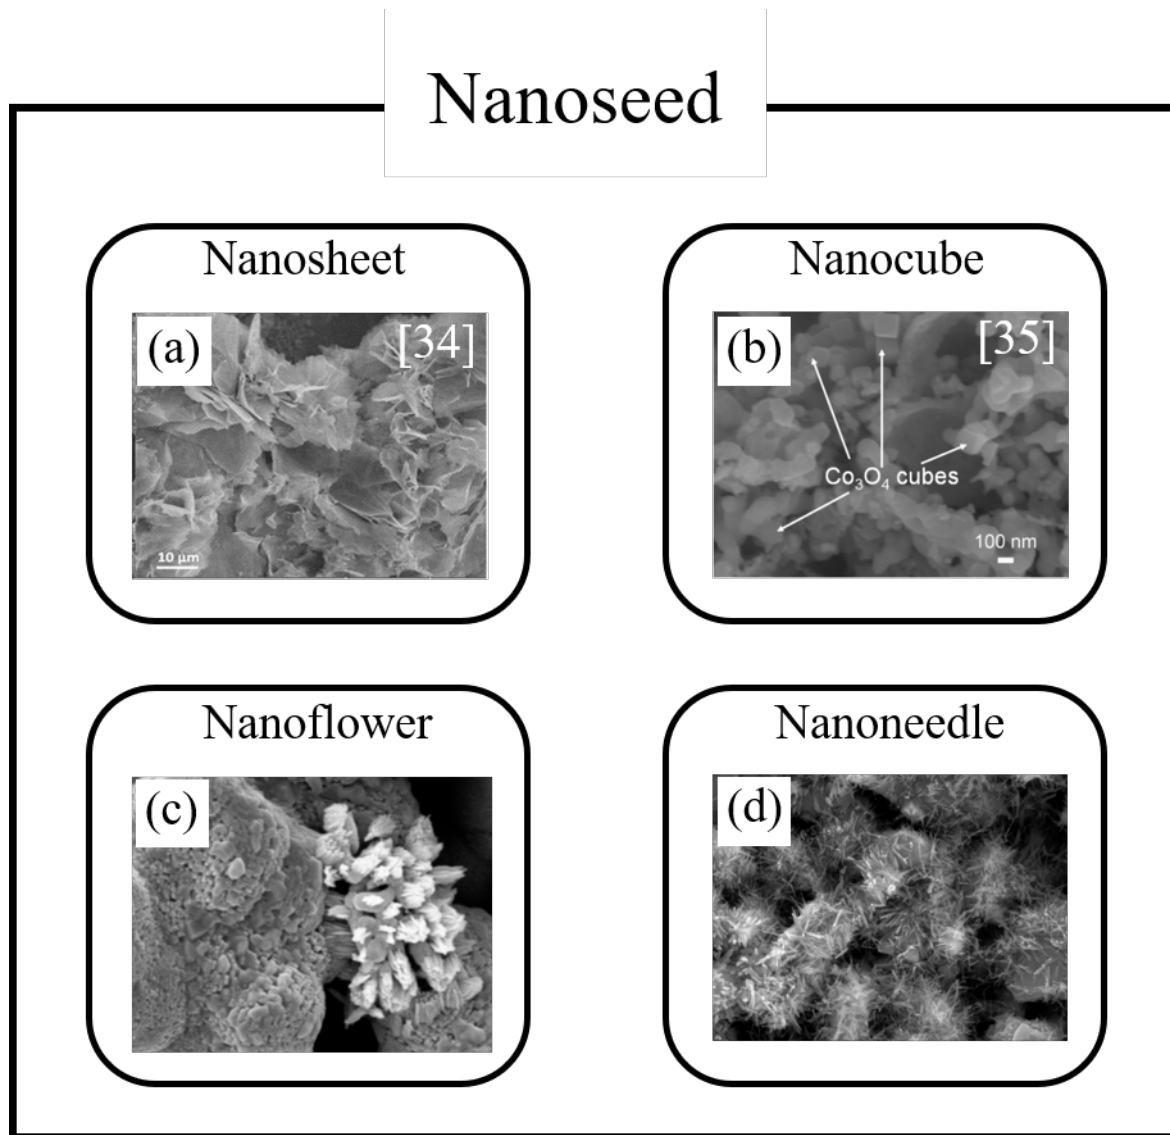 Nanoseed
Nanosheet
(a)
[34]
10 μm
Nanocube
(b)
[35]
Co₃O₄ cubes
100 nm
Nanoflower
(c)
Nanoneedle
(d)